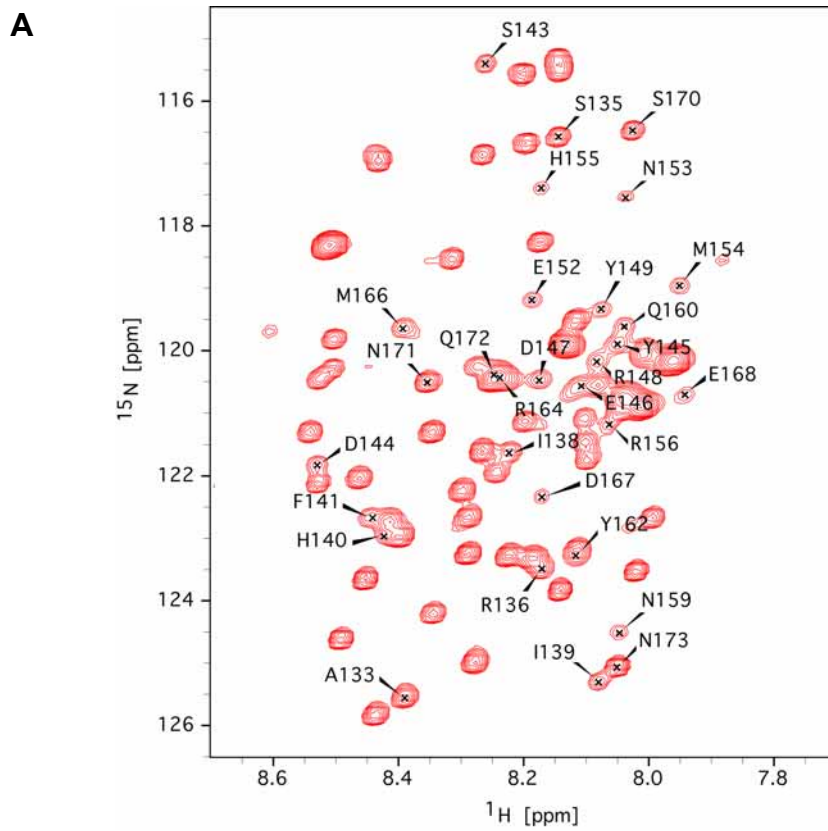 A
S143
116
S135
S170
H155
N153
118
E152
Y149
M154
M166
Q160
120
Q172
D147
Y145
N171
R148
E168
R164
E146
¹⁵N [ppm]
D144
I138
R156
122
F141
D167
H140
Y162
124
R136
N159
I139
N173
A133
126
8.6
8.4
8.2
8.0
7.8
¹H [ppm]